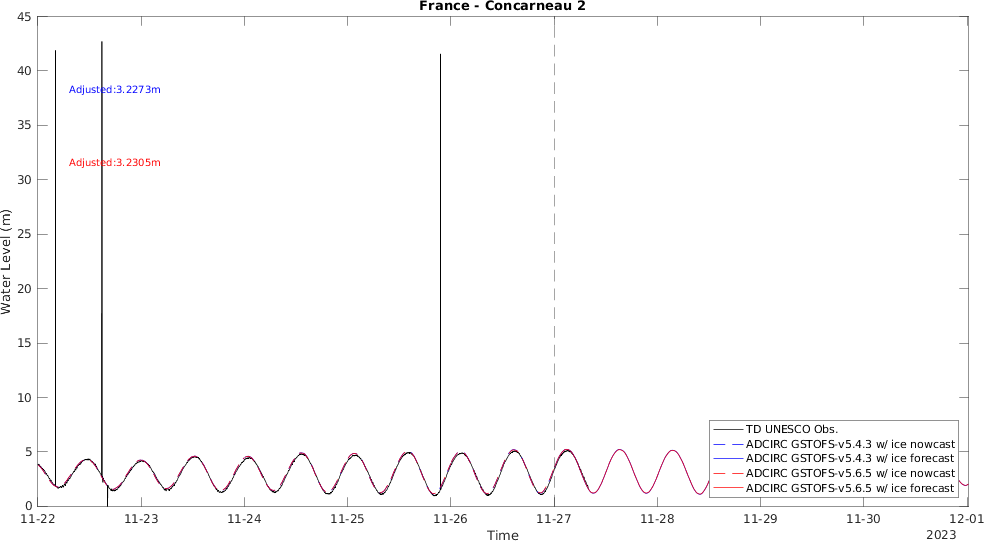 France - Concarneau 2
Water Level (m)
45
40
35
30
25
20
15
10
5
0
Adjusted:3.2273m
Adjusted:3.2305m
TD UNESCO Obs.
ADCIRC GSTOFS-v5.4.3 w/ ice nowcast
ADCIRC GSTOFS-v5.4.3 w/ ice forecast
ADCIRC GSTOFS-v5.6.5 w/ ice nowcast
ADCIRC GSTOFS-v5.6.5 w/ ice forecast
11-22 11-23 11-24 11-25 11-26 11-27 11-28 11-29 11-30 12-01
Time
2023